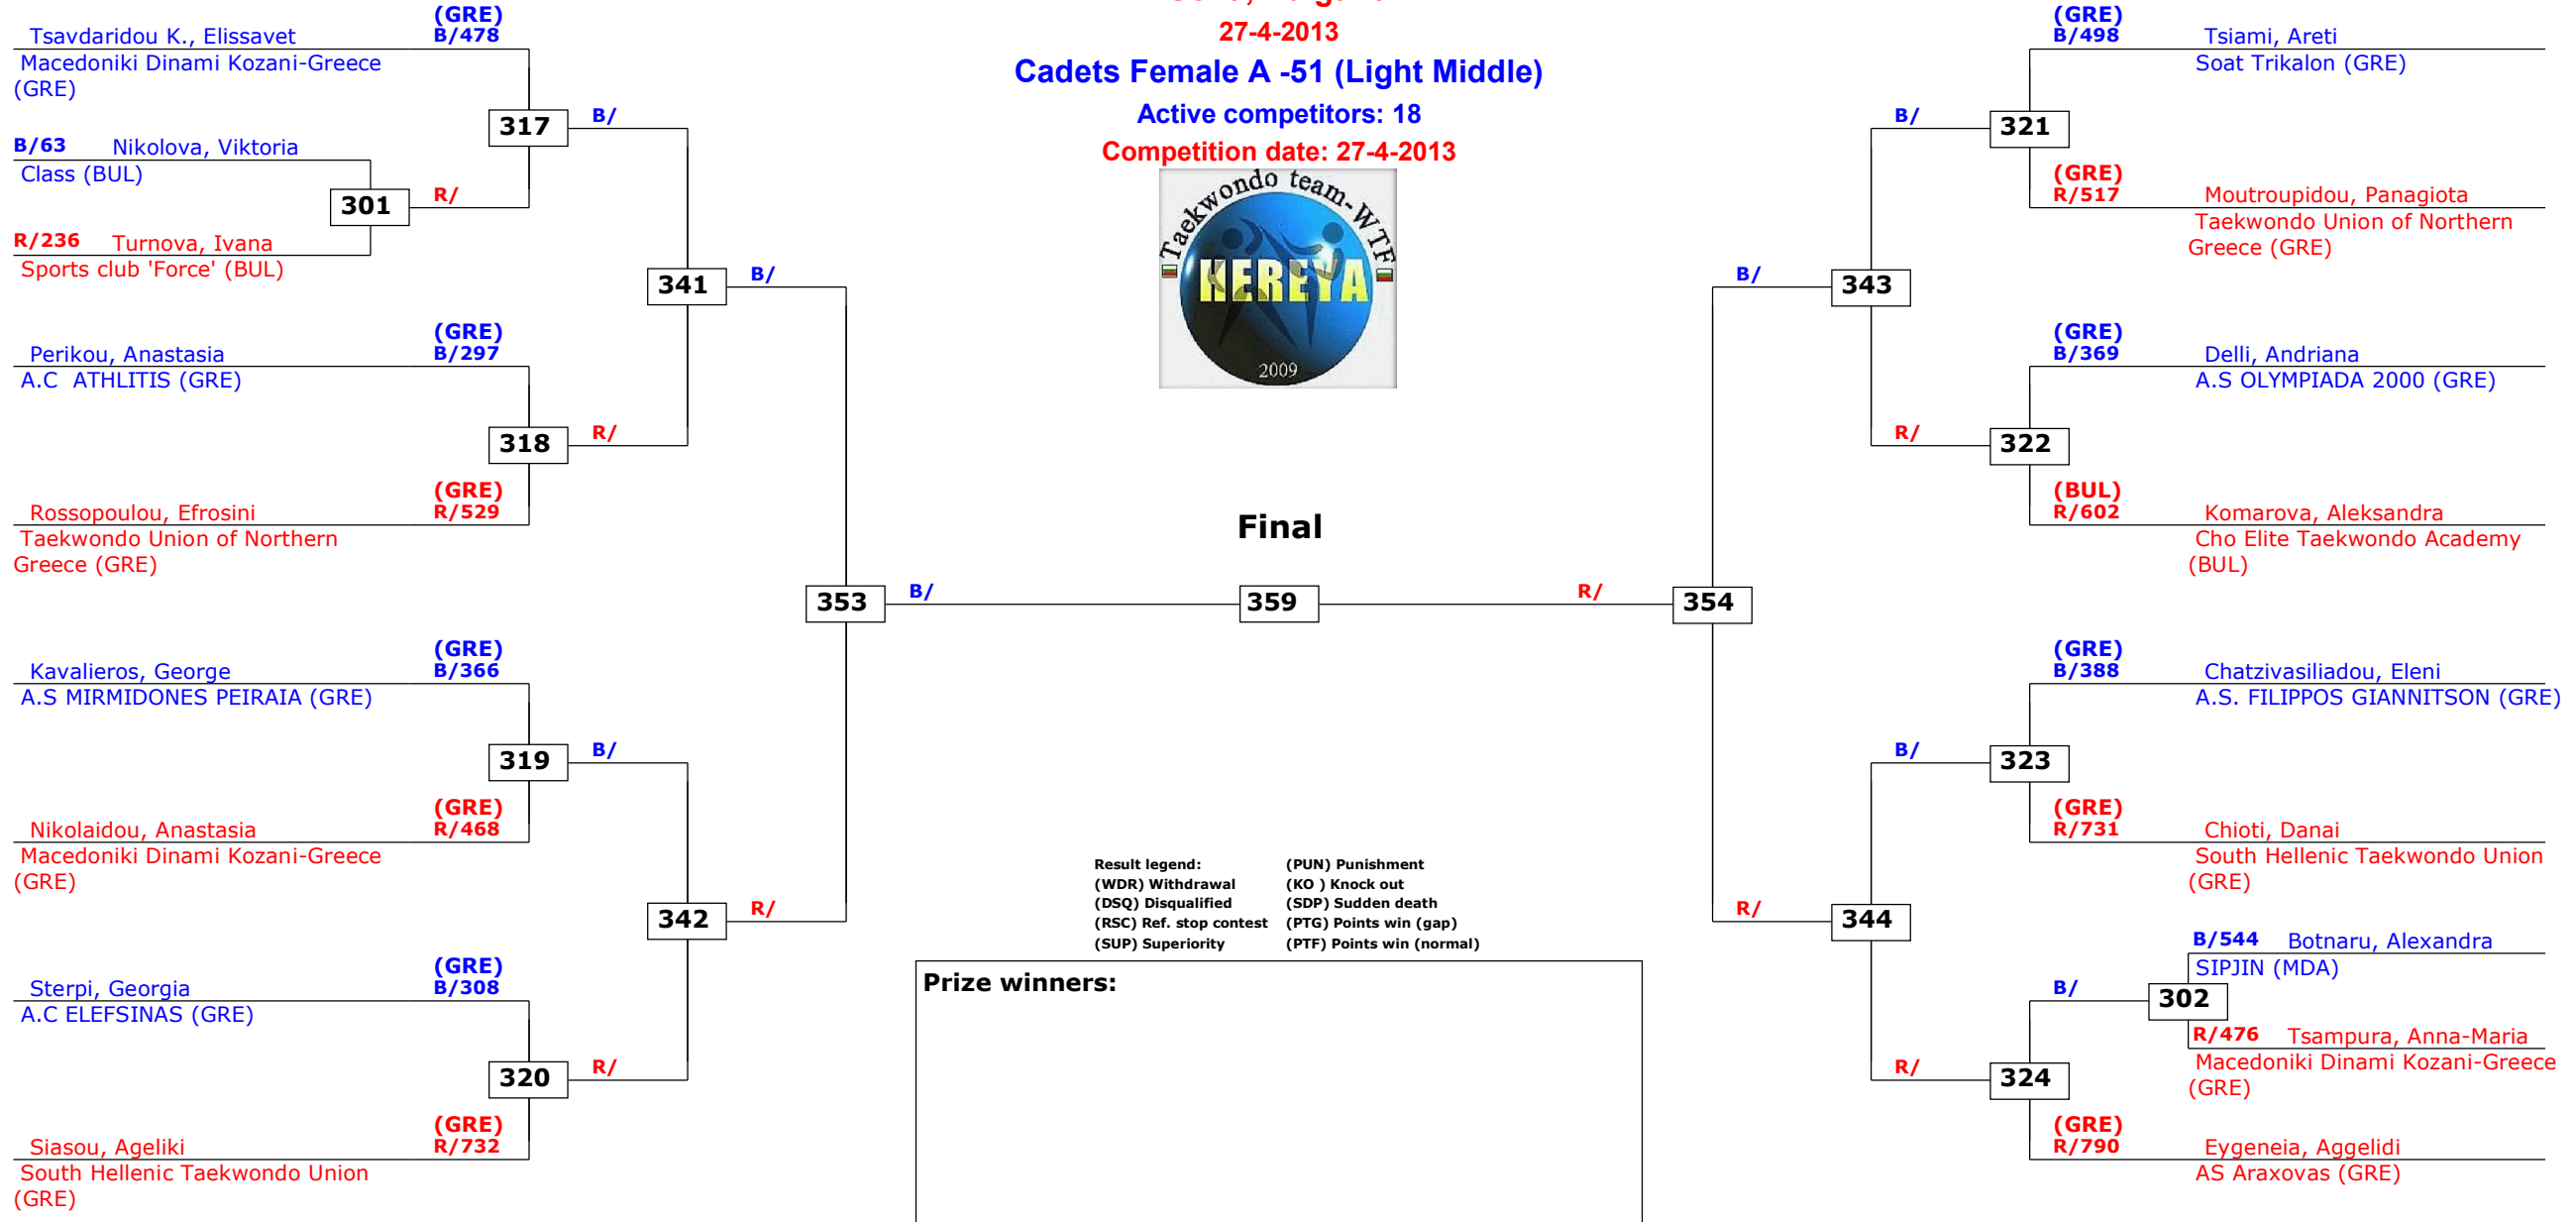 (GRE)
Tsavdaridou K., Elissavet B/478
Macedoniki Dinami Kozani-Greece
(GRE)
317
B/
B/63 Nikolova, Viktoria
Class (BUL)
301
R/
R/236 Turnova, Ivana
Sports club 'Force' (BUL)
341
B/
(GRE)
Perikou, Anastasia B/297
A.C ATHLITIS (GRE)
318
R/
(GRE)
Rossopoulou, Efrosini R/529
Taekwondo Union of Northern
Greece (GRE)
353
B/
(GRE)
Kavalieros, George B/366
A.S MIRMIDONES PEIRAIA (GRE)
319
B/
(GRE)
Nikolaidou, Anastasia R/468
Macedoniki Dinami Kozani-Greece
(GRE)
342
R/
(GRE)
Sterpi, Georgia B/308
A.C ELEFSINAS (GRE)
320
R/
(GRE)
Siasou, Ageliki R/732
South Hellenic Taekwondo Union
(GRE)
27-4-2013
Cadets Female A -51 (Light Middle)
Active competitors: 18
Competition date: 27-4-2013
Taekwondo team-WTF
HEREYA
2009
Final
359
R/
354
Result legend: (PUN) Punishment
(WDR) Withdrawal (KO ) Knock out
(DSQ) Disqualified (SDP) Sudden death
(RSC) Ref. stop contest (PTG) Points win (gap)
(SUP) Superiority (PTF) Points win (normal)
Prize winners:
(GRE)
B/498 Tsiami, Areti
Soat Trikalon (GRE)
B/
321
(GRE)
R/517 Moutroupidou, Panagiota
Taekwondo Union of Northern
Greece (GRE)
B/
343
(GRE)
B/369 Delli, Andriana
A.S OLYMPIADA 2000 (GRE)
R/
322
(BUL)
R/602 Komarova, Aleksandra
Cho Elite Taekwondo Academy
(BUL)
(GRE)
B/388 Chatzivasiliadou, Eleni
A.S. FILIPPOS GIANNITSON (GRE)
B/
323
(GRE)
R/731 Chioti, Danai
South Hellenic Taekwondo Union
(GRE)
R/
344
B/544 Botnaru, Alexandra
SIPJIN (MDA)
B/
302
R/476 Tsampura, Anna-Maria
Macedoniki Dinami Kozani-Greece
(GRE)
R/
324
(GRE)
R/790 Eygeneia, Aggelidi
AS Araxovas (GRE)